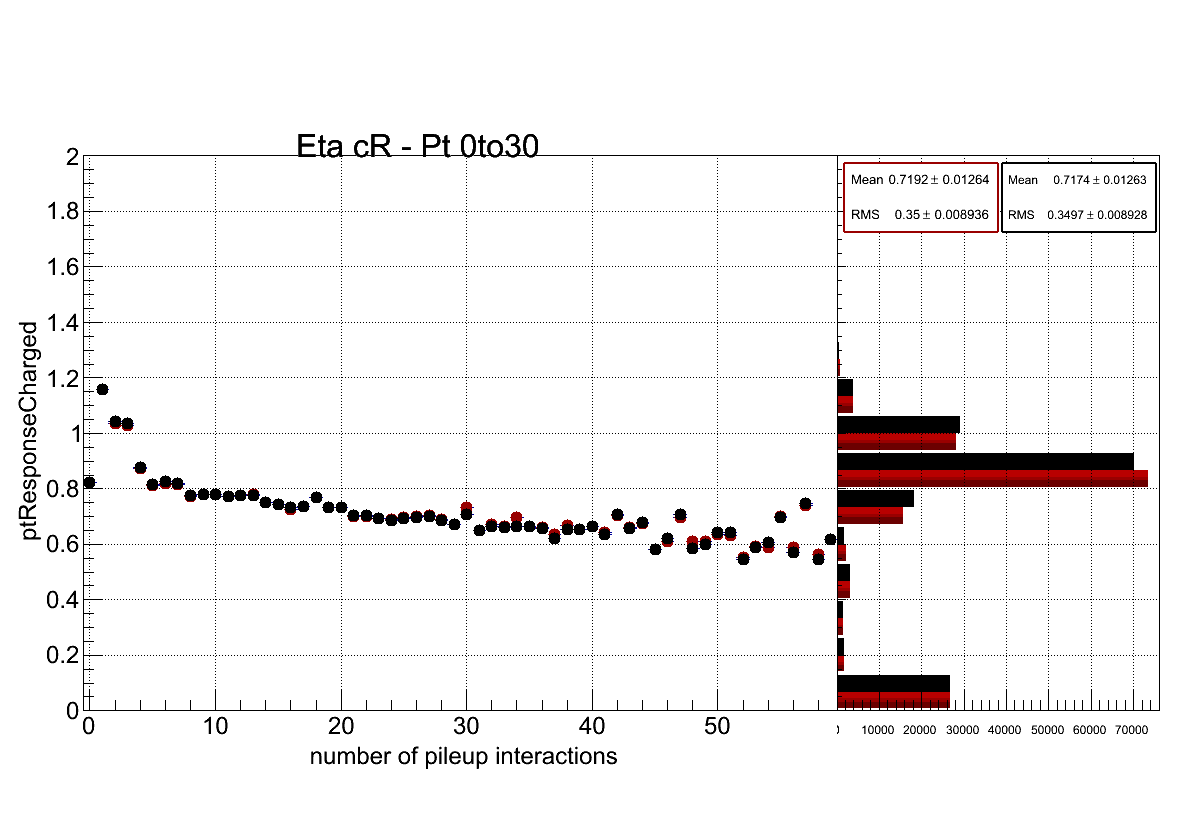 Eta cR - Pt 0to30
2
1.8
1.6
1.4
1.2
1
0.8
0.6
0.4
0.2
0
ptResponseCharged
0 10 20 30 40 50
number of pileup interactions
Mean 0.7192 ± 0.01264
RMS 0.35 ± 0.008936
Mean 0.7174 ± 0.01263
RMS 0.3497 ± 0.008928
10000 20000 30000 40000 50000 60000 70000